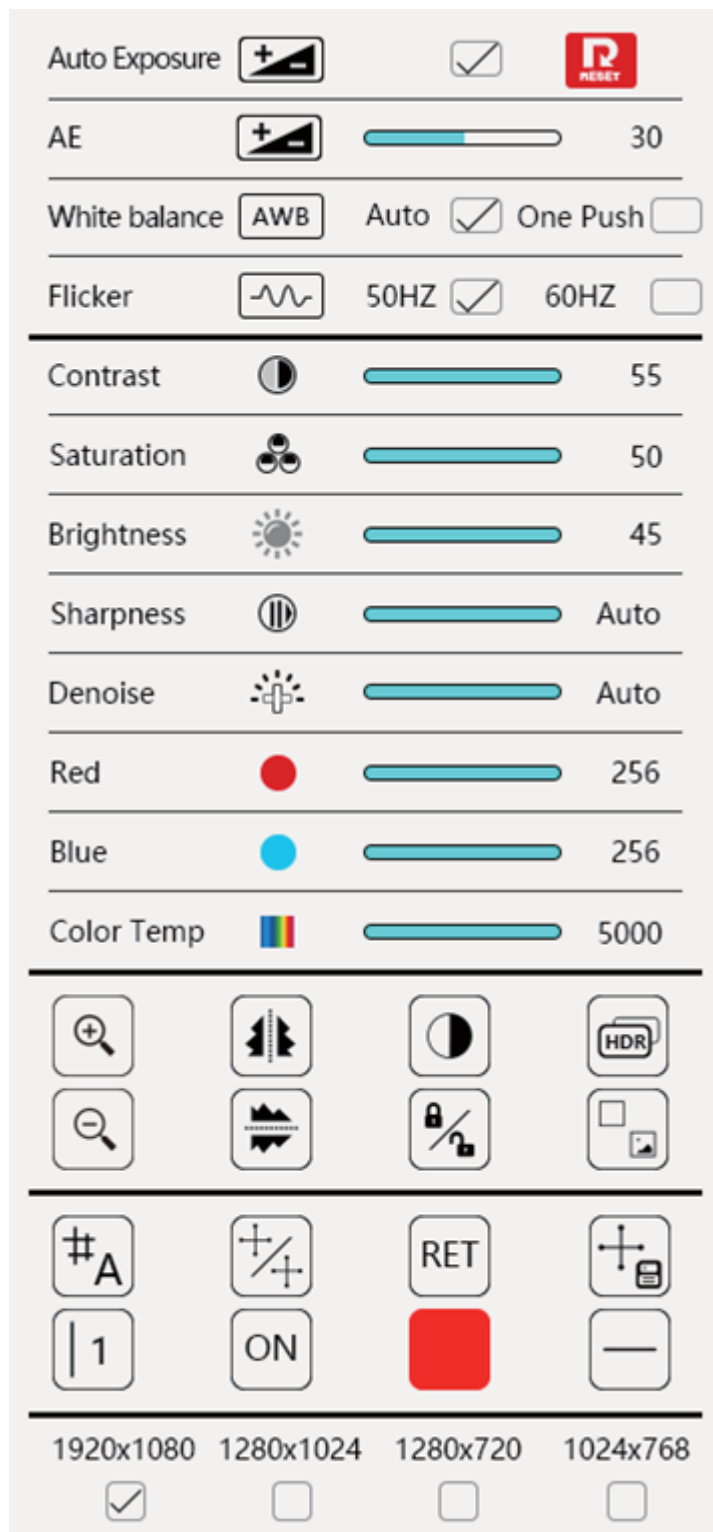 Auto Exposure RESET
AE 30
White balance AWB Auto One Push
Flicker 50HZ 60HZ
Contrast 55
Saturation 50
Brightness 45
Sharpness Auto
Denoise Auto
Red 256
Blue 256
Color Temp 5000
HDR
#A RET
1 ON
1920x1080 1280x1024 1280x720 1024x768